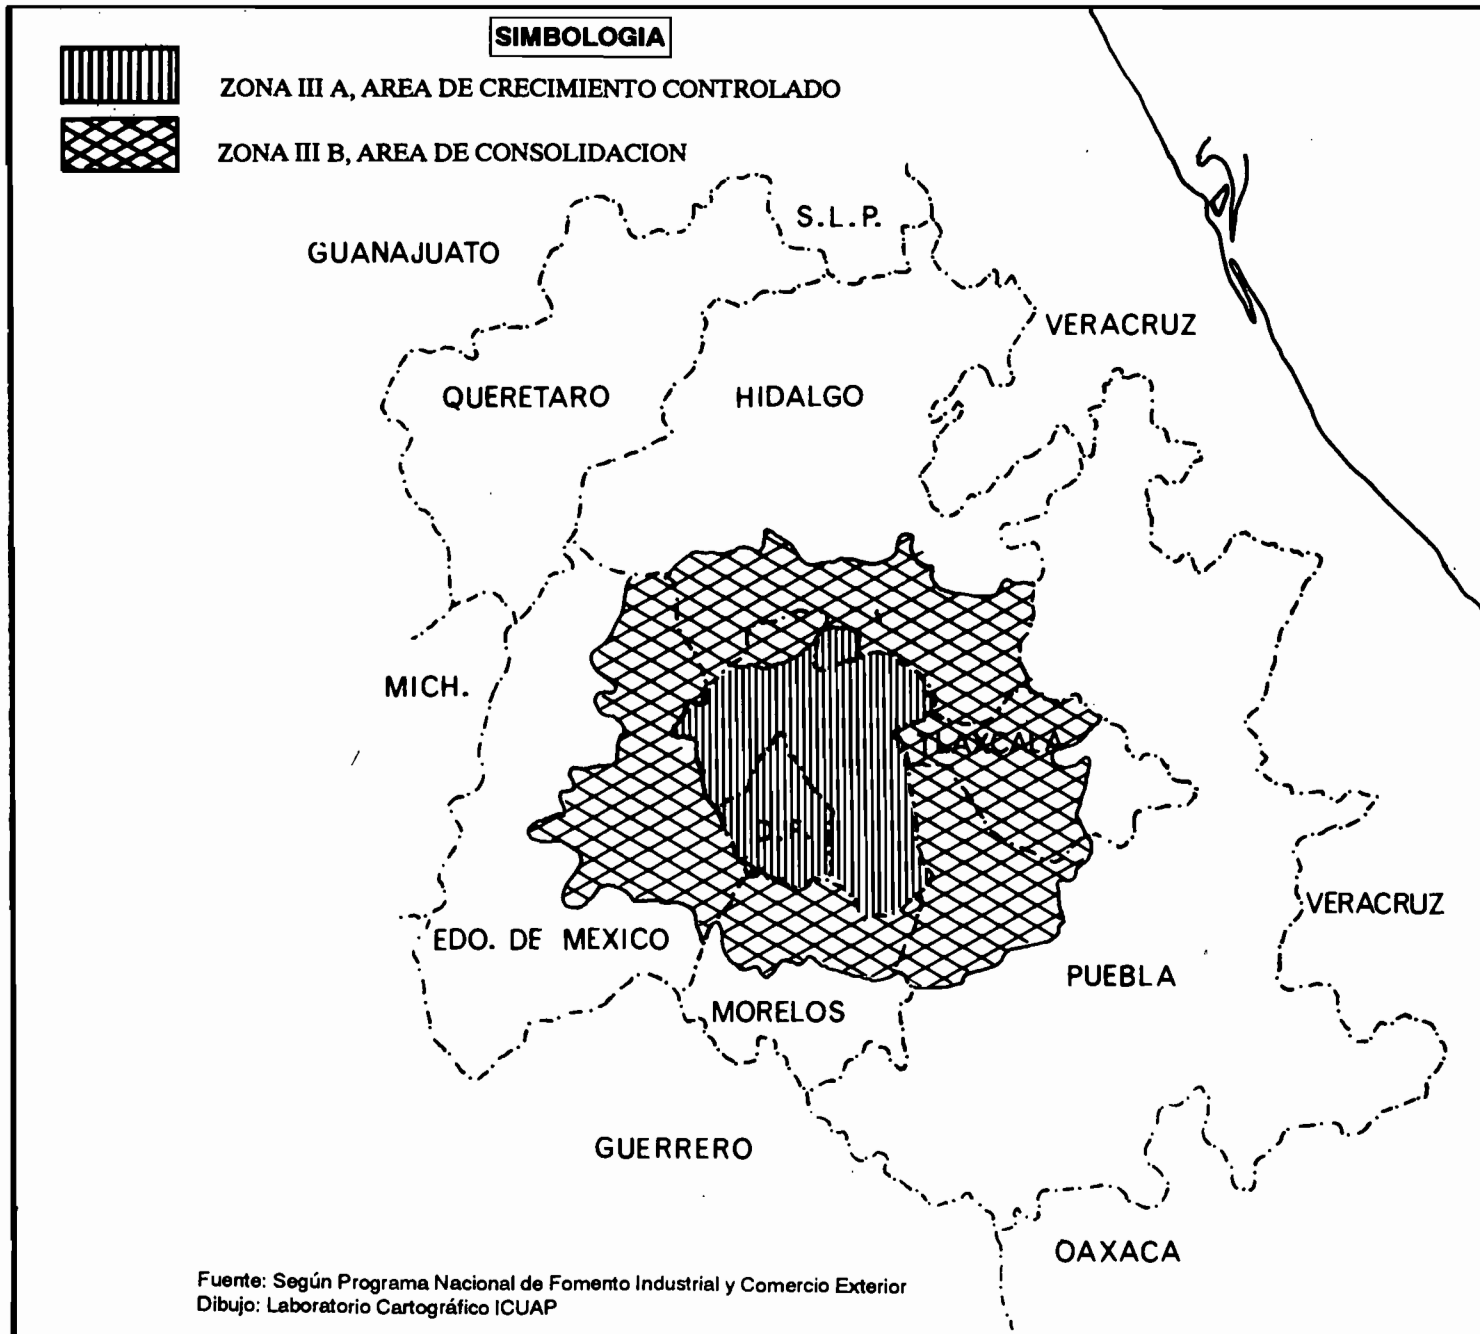 SIMBOLOGIA
ZONA III A, AREA DE CRECIMIENTO CONTROLADO
ZONA III B, AREA DE CONSOLIDACION
S.L.P.
GUANAJUATO
VERACRUZ
QUERETARO
HIDALGO
MICH.
TLAXCALA
D.F.
VERACRUZ
EDO. DE MEXICO
PUEBLA
MORELOS
GUERRERO
OAXACA
Fuente: Según Programa Nacional de Fomento Industrial y Comercio Exterior
Dibujo: Laboratorio Cartográfico ICUAP